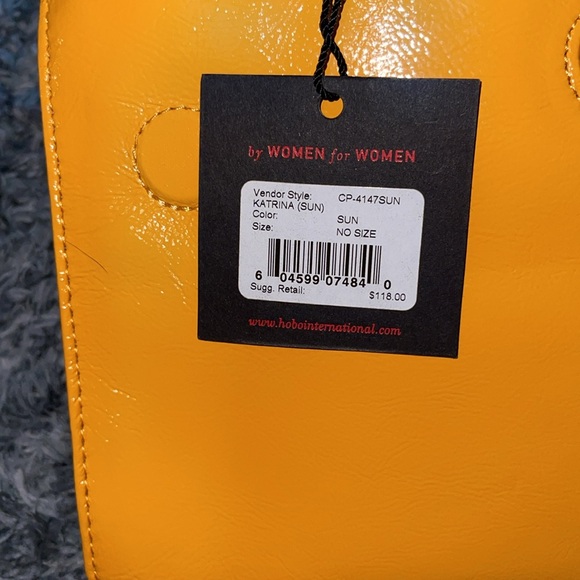 by WOMEN for WOMEN
Vendor Style: CP-4147SUN
KATRINA (SUN)
Color: SUN
Size: NO SIZE
6 04599 07484 0
Sugg. Retail: $118.00
www.hobointernational.com